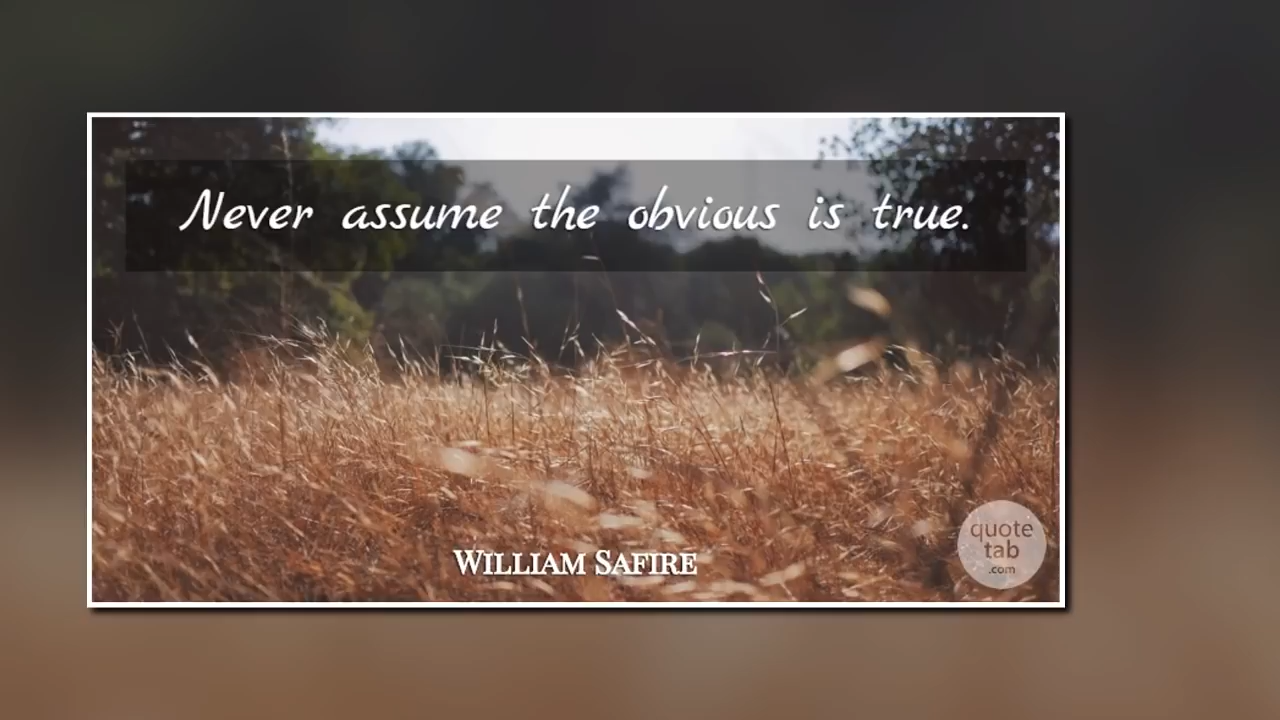 Never assume the obvious is true.
William Safire
quote
tab
.com